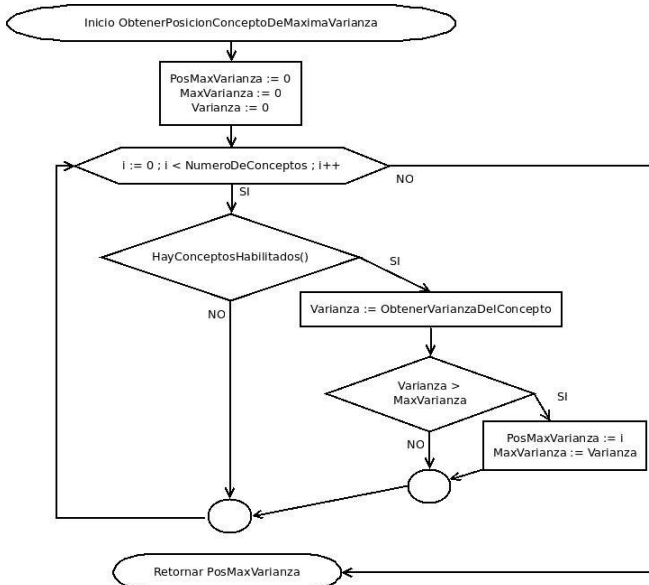 Inicio ObtenerPosicionConceptoDeMaximaVarianza
PosMaxVarianza := 0
MaxVarianza := 0
Varianza := 0
i := 0 ; i < NumeroDeConceptos ; i++
NO
SI
HayConceptosHabilitados()
SI
NO
Varianza := ObtenerVarianzaDelConcepto
Varianza >
MaxVarianza
SI
NO
PosMaxVarianza := i
MaxVarianza := Varianza
Retornar PosMaxVarianza